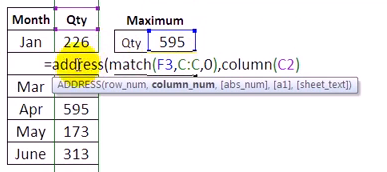 Month Qty Maximum
Jan 226 Qty 595
=address(match(F3,C:C,0),column(C2)
Mar
ADDRESS(row_num, column_num, [abs_num], [a1], [sheet_text])
Apr 595
May 173
June 313